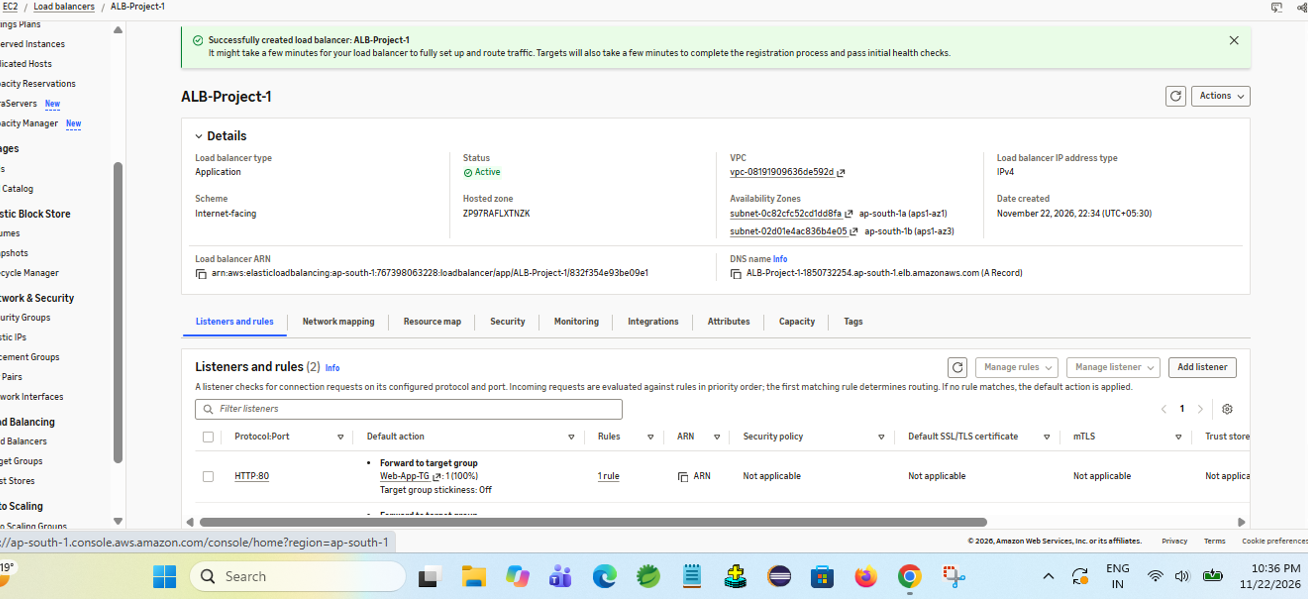 EC2 / Load balancers / ALB-Project-1
ings Plans
erved Instances
licated Hosts
pacity Reservations
raServers New
pacity Manager New
ages
s
Catalog
stic Block Store
umes
apshots
ecycle Manager
twork & Security
urity Groups
stic IPs
cement Groups
Pairs
work Interfaces
ad Balancing
ad Balancers
get Groups
st Stores
to Scaling
to Scaling Groups
Successfully created load balancer: ALB-Project-1
It might take a few minutes for your load balancer to fully set up and route traffic. Targets will also take a few minutes to complete the registration process and pass initial health checks.
ALB-Project-1
Actions
Details
Load balancer type
Application
Status
Active
VPC
vpc-08191909636de592d
Load balancer IP address type
IPv4
Scheme
Internet-facing
Hosted zone
ZP97RAFLXTNZK
Availability Zones
subnet-0c82cfc52cd1dd8fa ap-south-1a (aps1-az1)
subnet-02d01e4ac836b4e05 ap-south-1b (aps1-az3)
Date created
November 22, 2026, 22:34 (UTC+05:30)
Load balancer ARN
arn:aws:elasticloadbalancing:ap-south-1:767398063228:loadbalancer/app/ALB-Project-1/832f354e93be09e1
DNS name Info
ALB-Project-1-1850732254.ap-south-1.elb.amazonaws.com (A Record)
Listeners and rules Network mapping Resource map Security Monitoring Integrations Attributes Capacity Tags
Listeners and rules (2) Info
Manage rules Manage listener Add listener
A listener checks for connection requests on its configured protocol and port. Incoming requests are evaluated against rules in priority order; the first matching rule determines routing. If no rule matches, the default action is applied.
Filter listeners
1
Protocol:Port Default action Rules ARN Security policy Default SSL/TLS certificate mTLS Trust store
HTTP:80
• Forward to target group
Web-App-TG : 1 (100%)
Target group stickiness: Off
1 rule
ARN
Not applicable
Not applicable
Not applicable
Not applica
://ap-south-1.console.aws.amazon.com/console/home?region=ap-south-1
© 2026, Amazon Web Services, Inc. or its affiliates. Privacy Terms Cookie preferences
19°
Search
ENG
IN
10:36 PM
11/22/2026